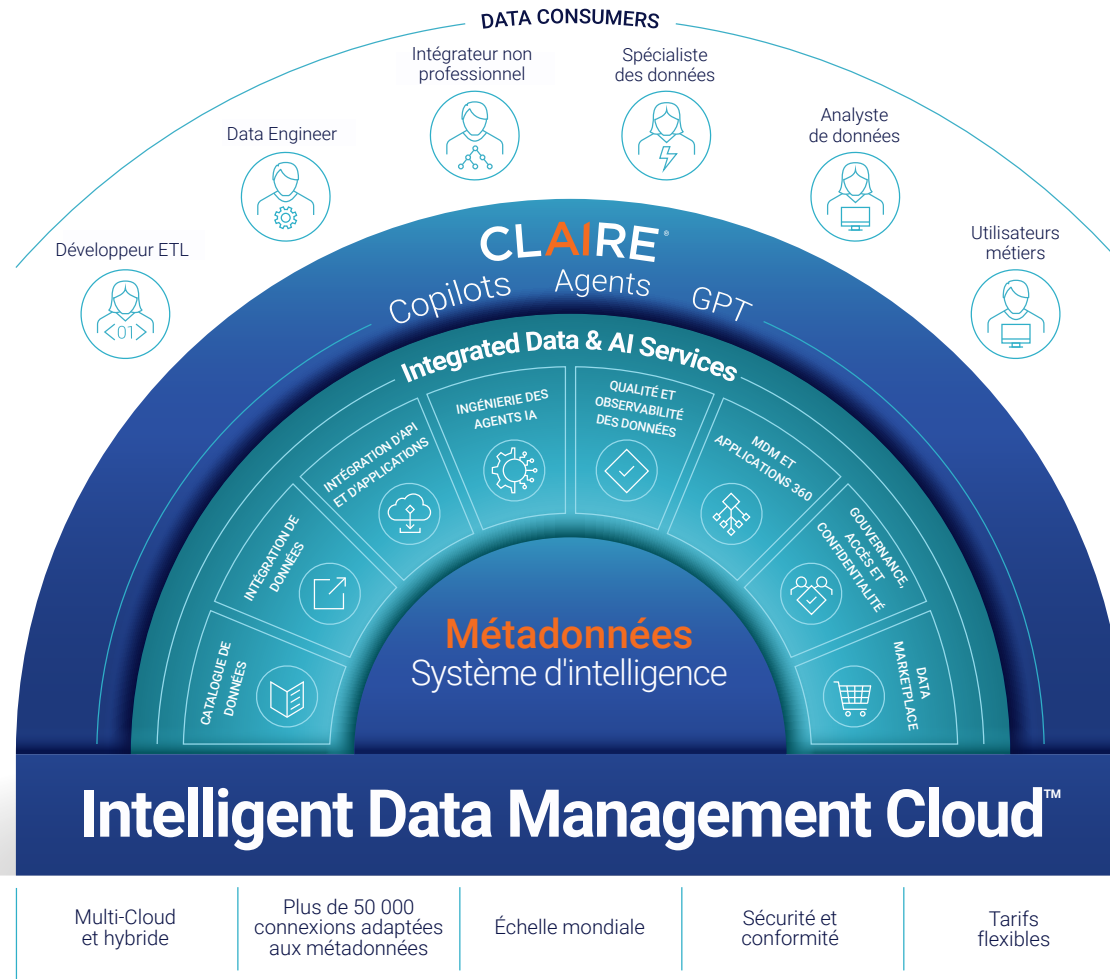 DATA CONSUMERS
Intégrateur non
professionnel
Spécialiste
des données
Data Engineer
Analyste
de données
Développeur ETL
<01>
Utilisateurs
métiers
CLAIRE®
Copilots Agents GPT
Integrated Data & AI Services
CATALOGUE DE
DONNÉES
INTÉGRATION DE
DONNÉES
INTÉGRATION D'API
ET D'APPLICATIONS
INGÉNIERIE DES
AGENTS IA
QUALITÉ ET
OBSERVABILITÉ
DES DONNÉES
MDM ET
APPLICATIONS 360
GOUVERNANCE,
ACCÈS ET
CONFIDENTIALITÉ
DATA
MARKETPLACE
Métadonnées
Système d'intelligence
Intelligent Data Management Cloud™
Multi-Cloud
et hybride
Plus de 50 000
connexions adaptées
aux métadonnées
Échelle mondiale
Sécurité et
conformité
Tarifs
flexibles